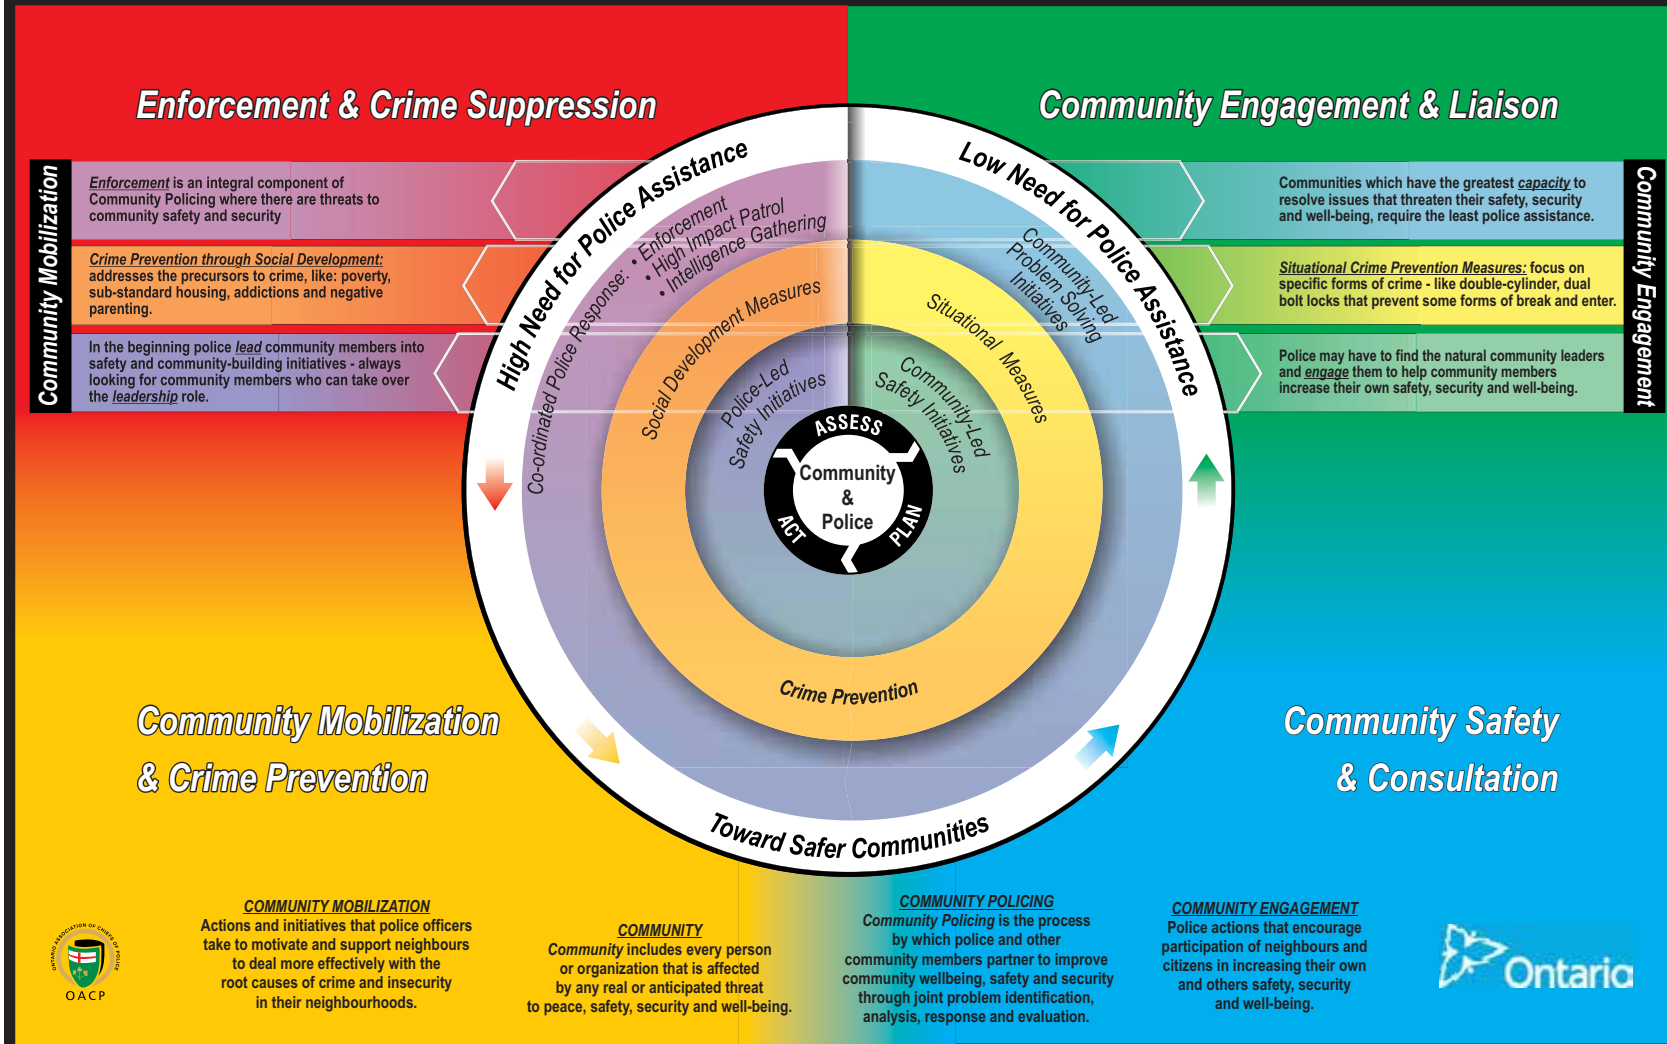 Enforcement & Crime Suppression
Community Engagement & Liaison
Community Mobilization
Enforcement is an integral component of
Community Policing where there are threats to
community safety and security
Crime Prevention through Social Development:
addresses the precursors to crime, like: poverty,
sub-standard housing, addictions and negative
parenting.
In the beginning police lead community members into
safety and community-building initiatives - always
looking for community members who can take over
the leadership role.
High Need for Police Assistance
Low Need for Police Assistance
Co-ordinated Police Response:
• Enforcement
• High Impact Patrol
• Intelligence Gathering
Community-Led
Problem Solving
Initiatives
Social Development Measures
Situational Measures
Police-Led
Safety Initiatives
Community-Led
Safety Initiatives
ASSESS
PLAN
ACT
Community
&
Police
Crime Prevention
Toward Safer Communities
Communities which have the greatest capacity to
resolve issues that threaten their safety, security
and well-being, require the least police assistance.
Situational Crime Prevention Measures: focus on
specific forms of crime - like double-cylinder, dual
bolt locks that prevent some forms of break and enter.
Police may have to find the natural community leaders
and engage them to help community members
increase their own safety, security and well-being.
Community Engagement
Community Mobilization
& Crime Prevention
Community Safety
& Consultation
ONTARIO ASSOCIATION OF CHIEFS OF POLICE
OACP
COMMUNITY MOBILIZATION
Actions and initiatives that police officers
take to motivate and support neighbours
to deal more effectively with the
root causes of crime and insecurity
in their neighbourhoods.
COMMUNITY
Community includes every person
or organization that is affected
by any real or anticipated threat
to peace, safety, security and well-being.
COMMUNITY POLICING
Community Policing is the process
by which police and other
community members partner to improve
community wellbeing, safety and security
through joint problem identification,
analysis, response and evaluation.
COMMUNITY ENGAGEMENT
Police actions that encourage
participation of neighbours and
citizens in increasing their own
and others safety, security
and well-being.
Ontario